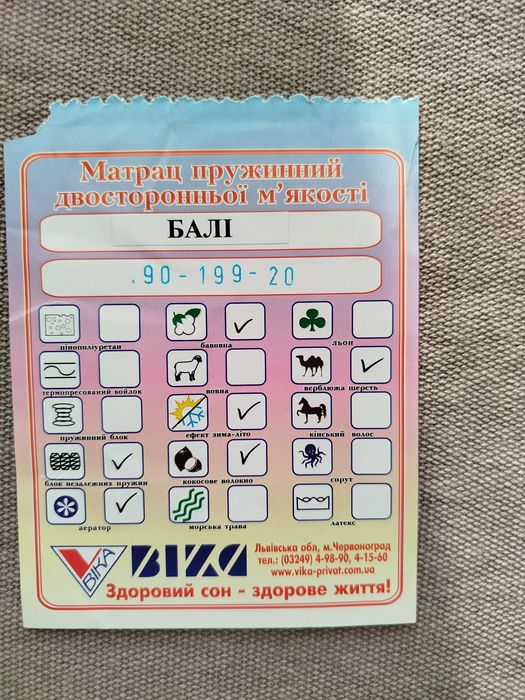 Матрац пружинний
двосторонньої м'якості
БАЛІ
.90-199-20
пінополіуретан бавовна льон
термопресований войлок вовна верблюжа шерсть
пружинний блок ефект зима-літо кінський волос
блок незалежних пружин кокосове волокно спрут
аератор морська трава латекс
ВІКА ВІКА Львівська обл, м.Червоноград
тел.: (03249) 4-98-90, 4-15-60
www.vika-privat.com.ua
Здоровий сон - здорове життя!